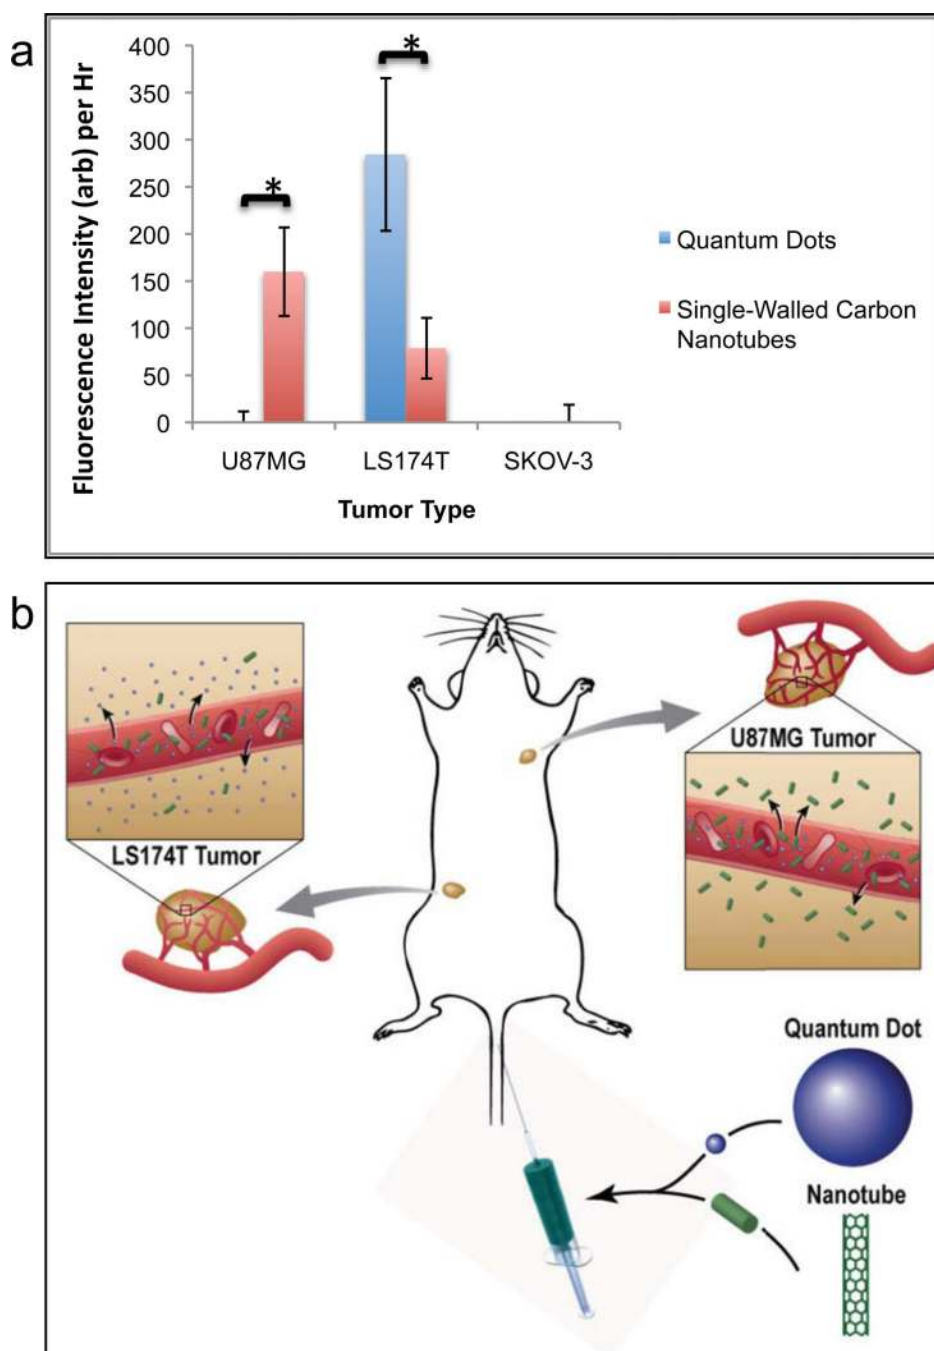 a
Fluorescence Intensity (arb) per Hr
400
350
300
250
200
150
100
50
0
*
*
U87MG
LS174T
SKOV-3
Tumor Type
Quantum Dots
Single-Walled Carbon
Nanotubes
b
LS174T Tumor
U87MG Tumor
Quantum Dot
Nanotube